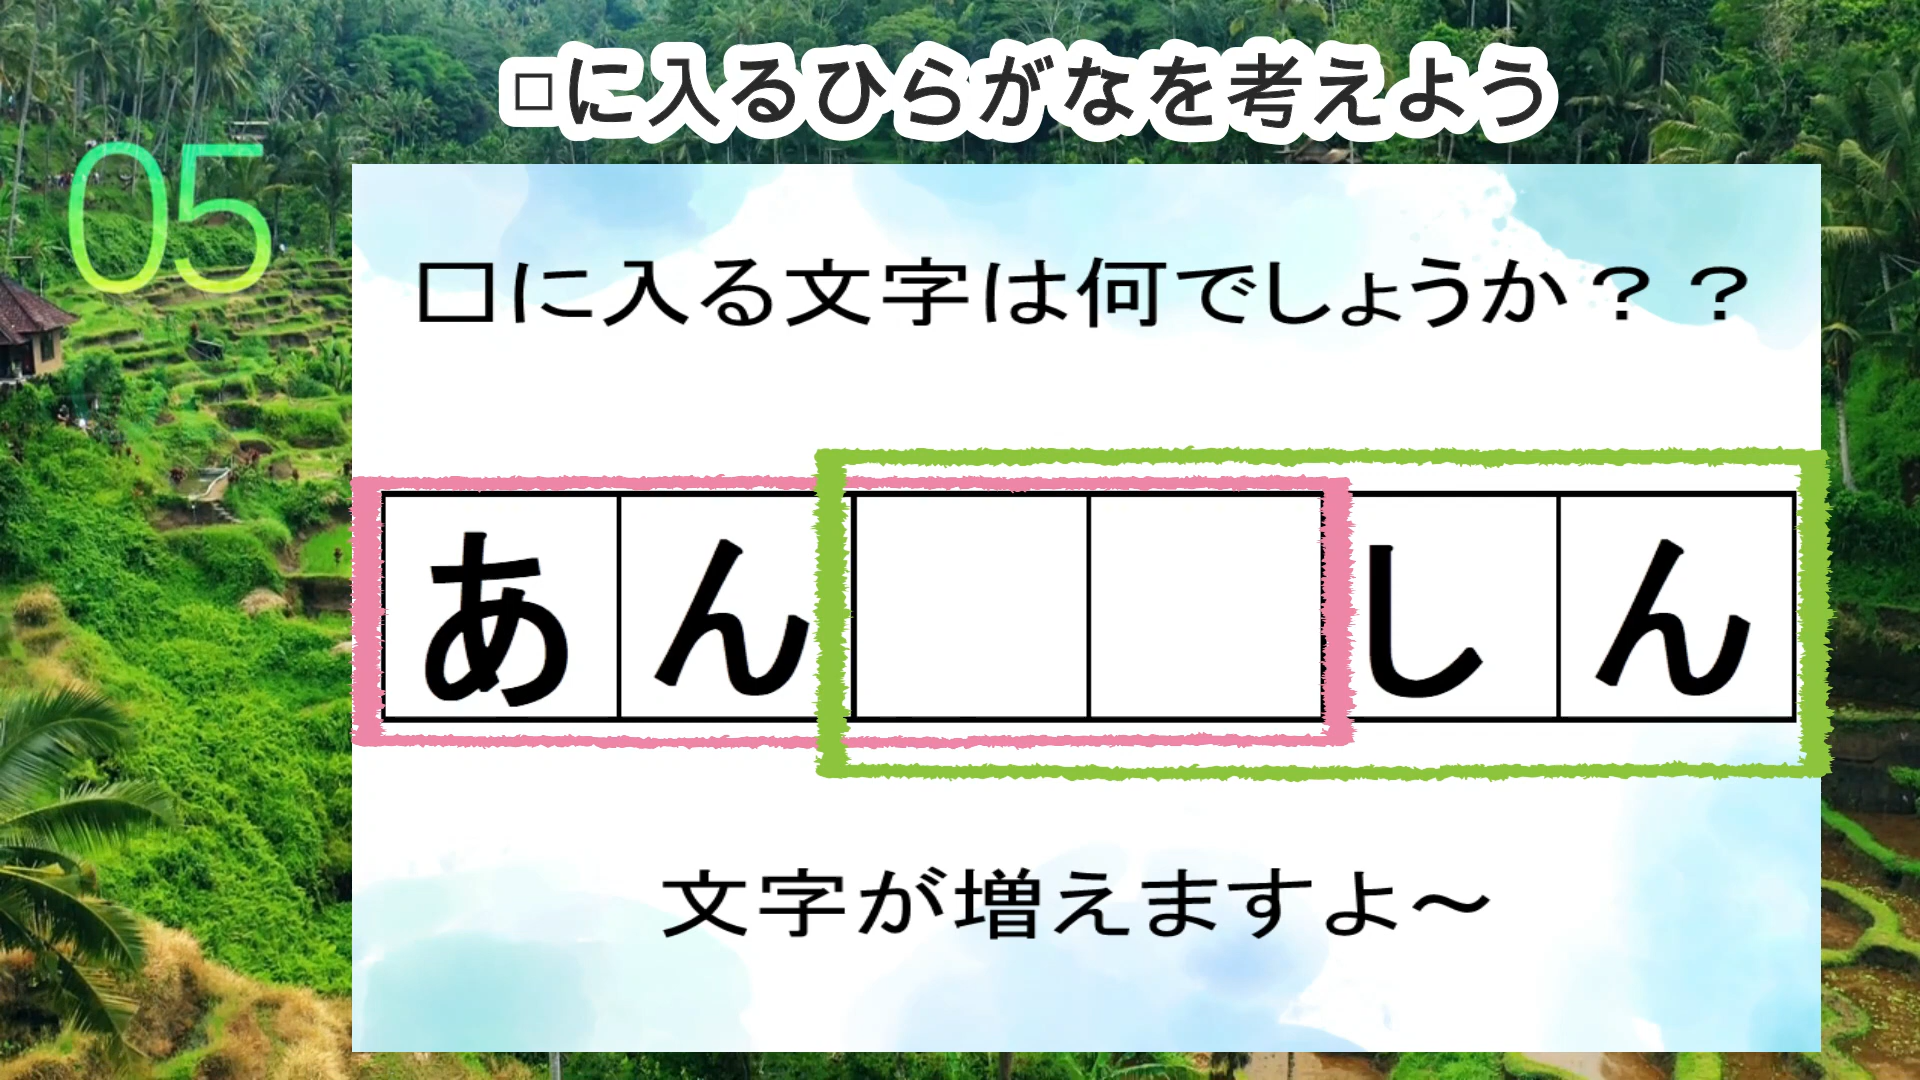 □に入るひらがなを考えよう
05
□に入る文字は何でしょうか？？
あん□□しん
文字が増えますよ～